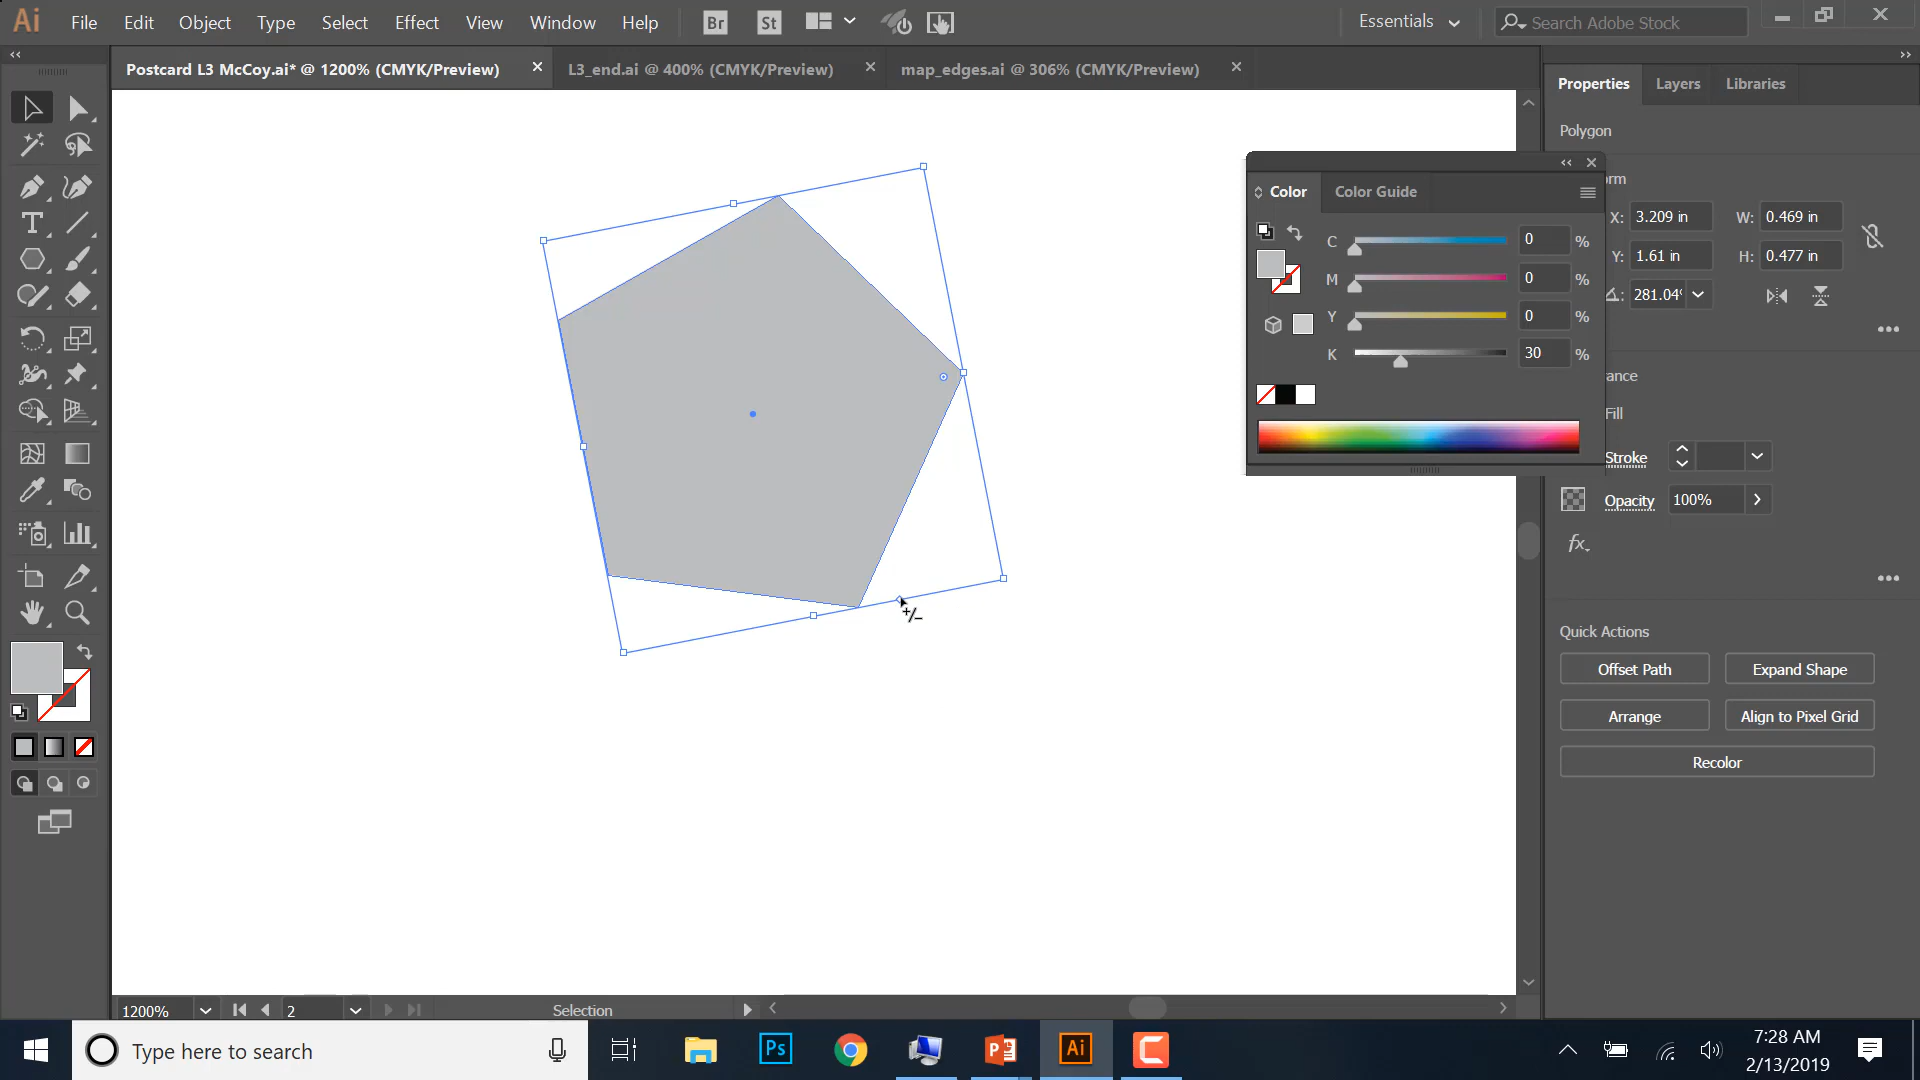 Ai File Edit Object Type Select Effect View Window Help Br St Essentials Search Adobe Stock
Postcard L3 McCoy.ai* @ 1200% (CMYK/Preview) × L3_end.ai @ 400% (CMYK/Preview) × map_edges.ai @ 306% (CMYK/Preview) ×
Properties Layers Libraries
Polygon
orm
Color Color Guide
X: 3.209 in W: 0.469 in
Y: 1.61 in H: 0.477 in
281.04°
C 0 %
M 0 %
Y 0 %
K 30 %
ance
Fill
Stroke
Opacity 100%
fx
Quick Actions
Offset Path Expand Shape
Arrange Align to Pixel Grid
Recolor
1200% 2 Selection
Type here to search
Ps
Ai
7:28 AM
2/13/2019